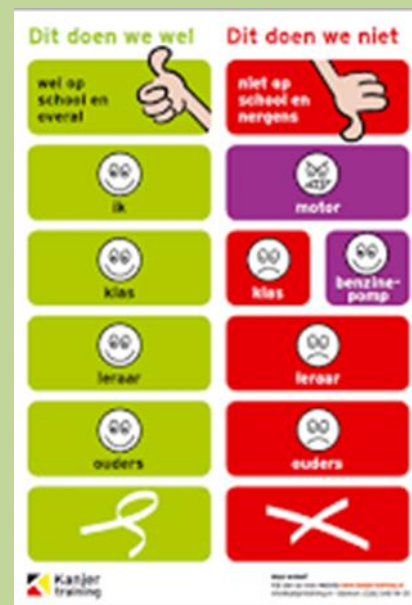 Dit doen we wel
Dit doen we niet
wel op
school en
overal
niet op
school en
nergens
ik
motor
klas
klas
benzine-
pomp
leraar
leraar
ouders
ouders
Kanjer
training